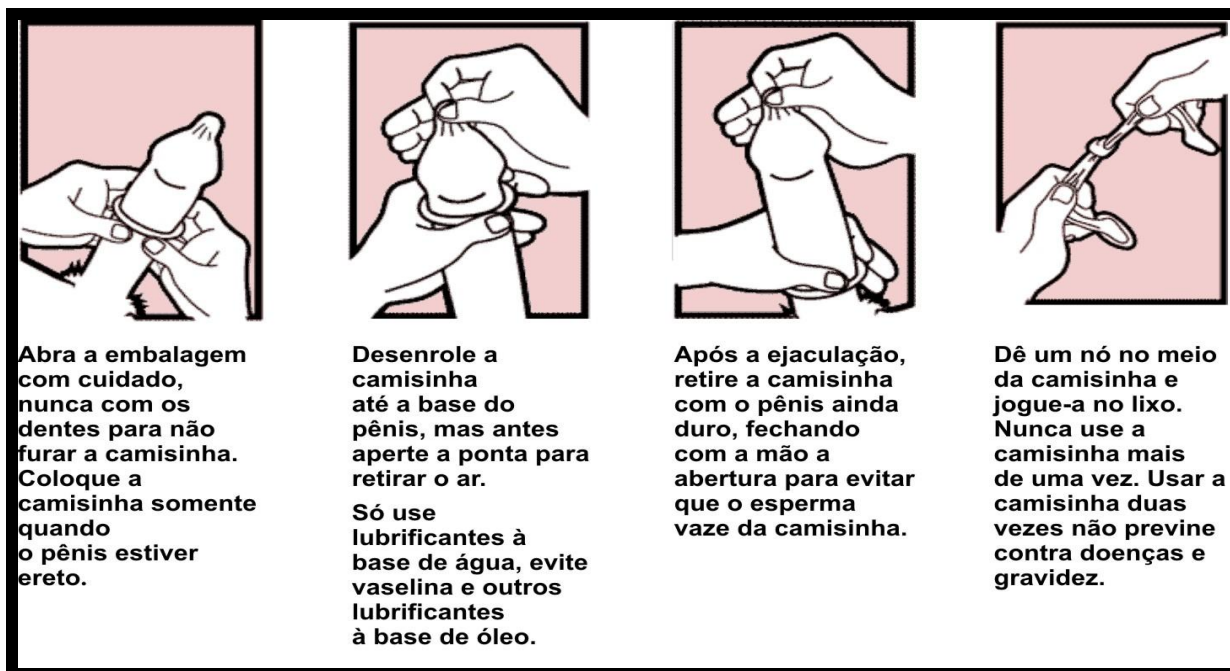 Abra a embalagem
com cuidado,
nunca com os
dentes para não
furar a camisinha.
Coloque a
camisinha somente
quando
o pênis estiver
ereto.
Desenrole a
camisinha
até a base do
pênis, mas antes
aperte a ponta para
retirar o ar.
Só use
lubrificantes à
base de água, evite
vaselina e outros
lubrificantes
à base de óleo.
Após a ejaculação,
retire a camisinha
com o pênis ainda
duro, fechando
com a mão a
abertura para evitar
que o esperma
vaze da camisinha.
Dê um nó no meio
da camisinha e
jogue-a no lixo.
Nunca use a
camisinha mais
de uma vez. Usar a
camisinha duas
vezes não previne
contra doenças e
gravidez.